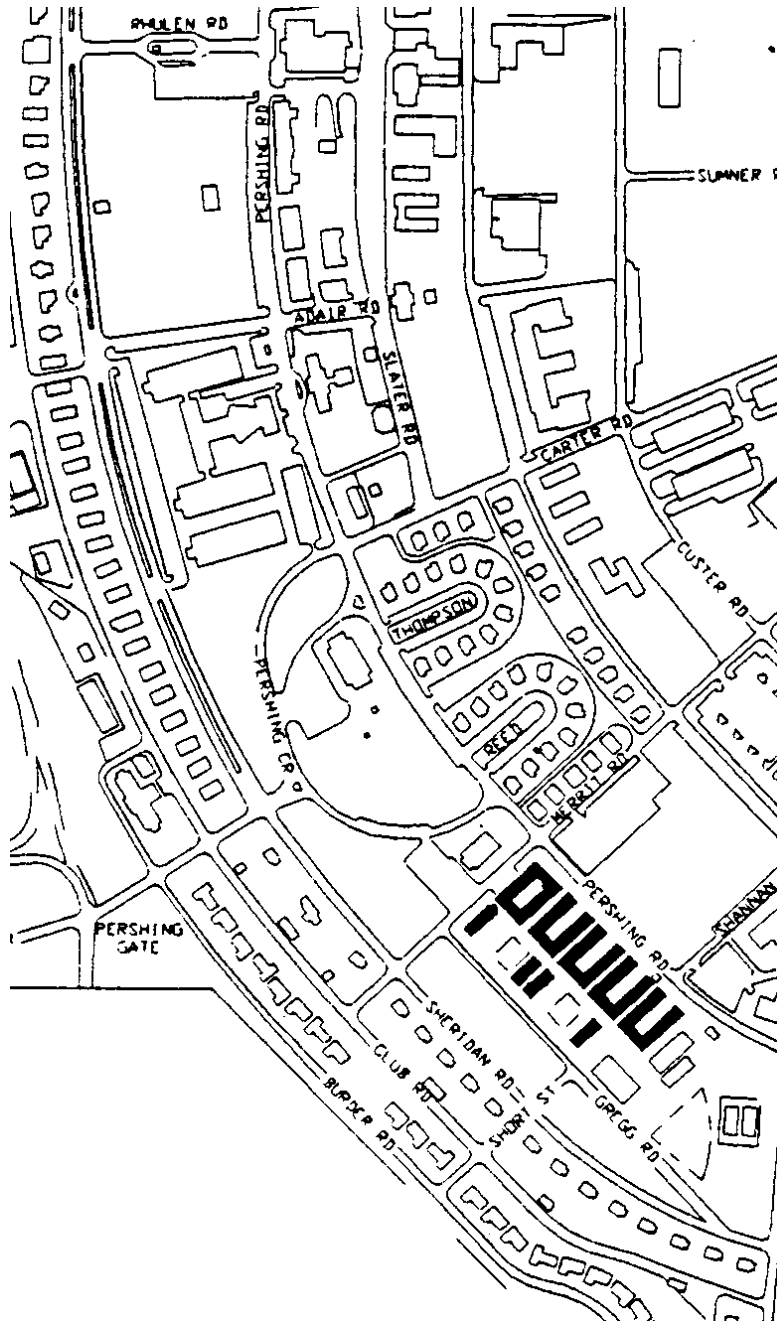 RHULEN RD
PERSHING RD
SUMNER R
ADAIR RD
SLATER RD
CARTER RD
CUSTER RD
THOMPSON
PERSHING CR
REED
MERRIT RD
PERSHING RD
SHANNAN
PERSHING
GATE
SHERIDAN RD
CLUB RD
BURDER RD
SHORT ST
GREGG RD